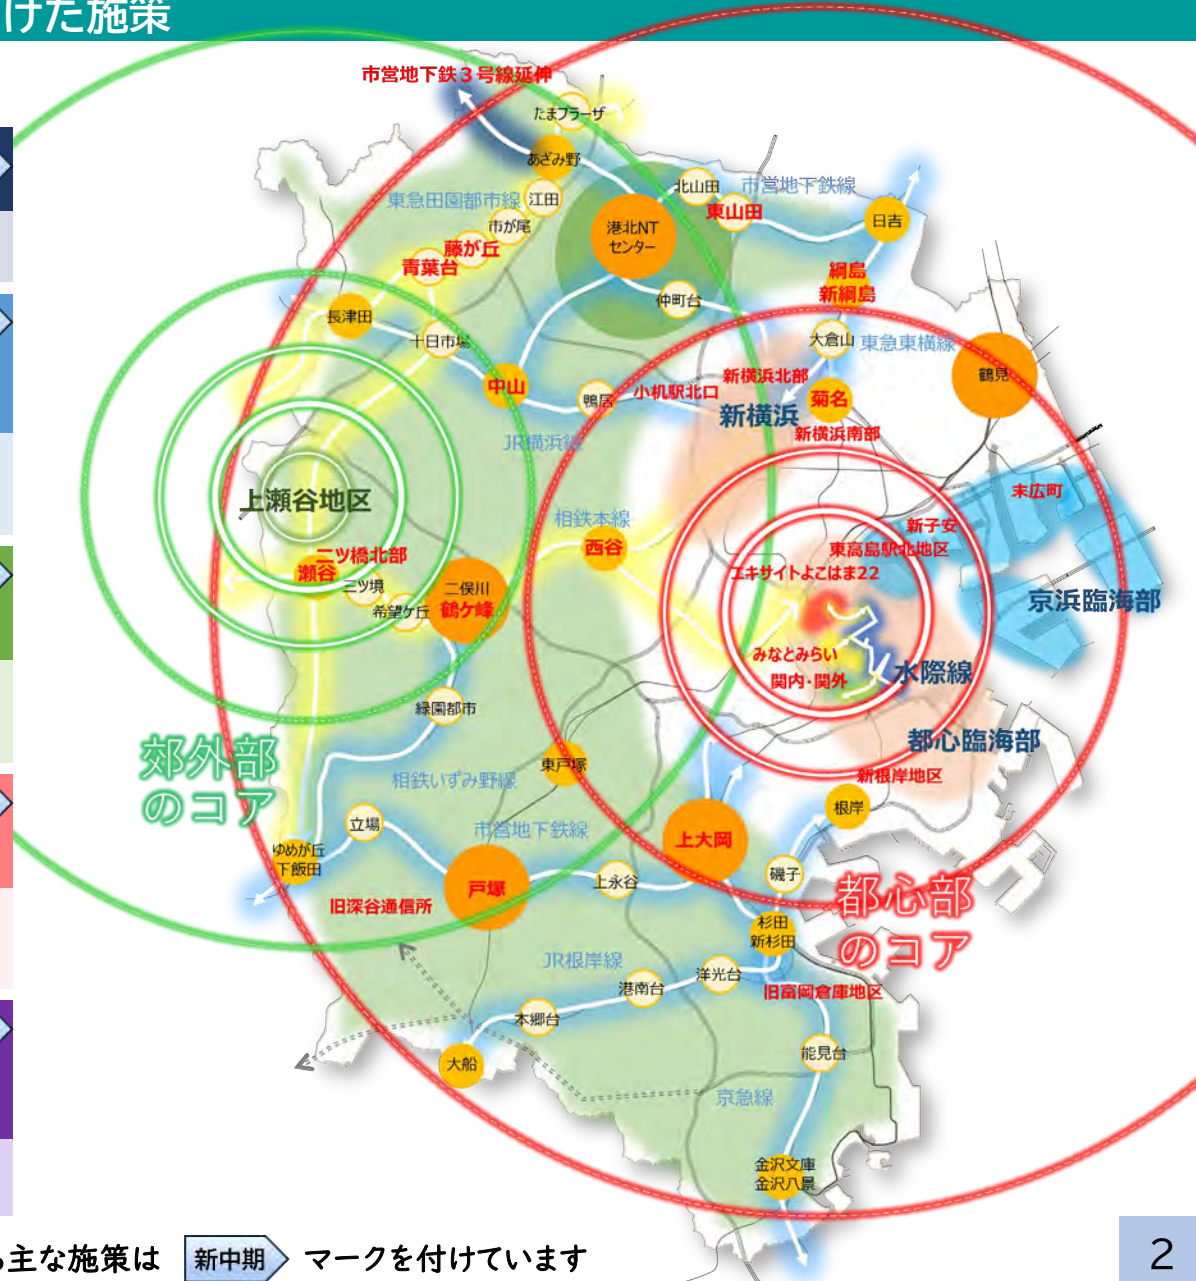 けた施策
市営地下鉄３号線延伸
たまプラーザ
あざみ野
北山田
市営地下鉄線
東急田園都市線
江田
東山田
市が尾
港北NT
センター
日吉
藤が丘
青葉台
綱島
新綱島
仲町台
長津田
十日市場
大倉山
東急東横線
鶴見
新横浜北部
中山
鴨居
小机駅北口
菊名
新横浜
新横浜南部
JR横浜線
上瀬谷地区
末広町
相鉄本線
新子安
西谷
東高島駅北地区
二ツ橋北部
瀬谷
エキサイトよこはま22
三ツ境
二俣川
鶴ケ峰
希望ケ丘
京浜臨海部
みなとみらい
関内・関外
水際線
緑園都市
都心臨海部
郊外部
のコア
東戸塚
新根岸地区
相鉄いずみ野線
根岸
立場
市営地下鉄線
上大岡
ゆめが丘
下飯田
戸塚
上永谷
磯子
旧深谷通信所
都心部
のコア
杉田
新杉田
JR根岸線
洋光台
港南台
旧富岡倉庫地区
本郷台
能見台
大船
京急線
金沢文庫
金沢八景
主な施策は 新中期 マークを付けています
2